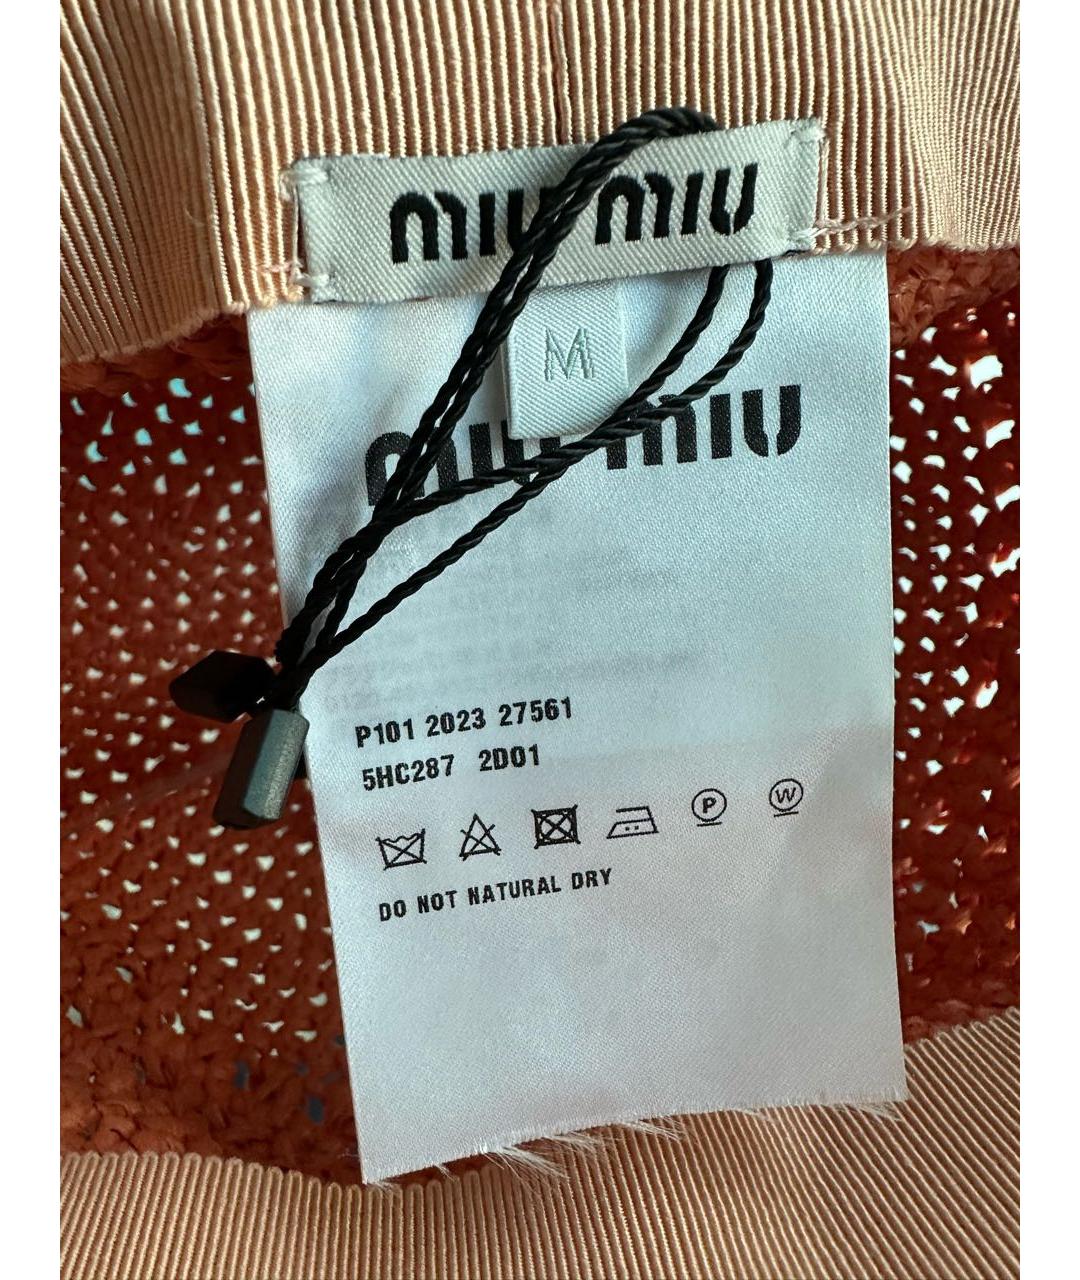 MIU MIU
M
MIU MIU
P101 2023 27561
5HC287 2D01
P W
DO NOT NATURAL DRY